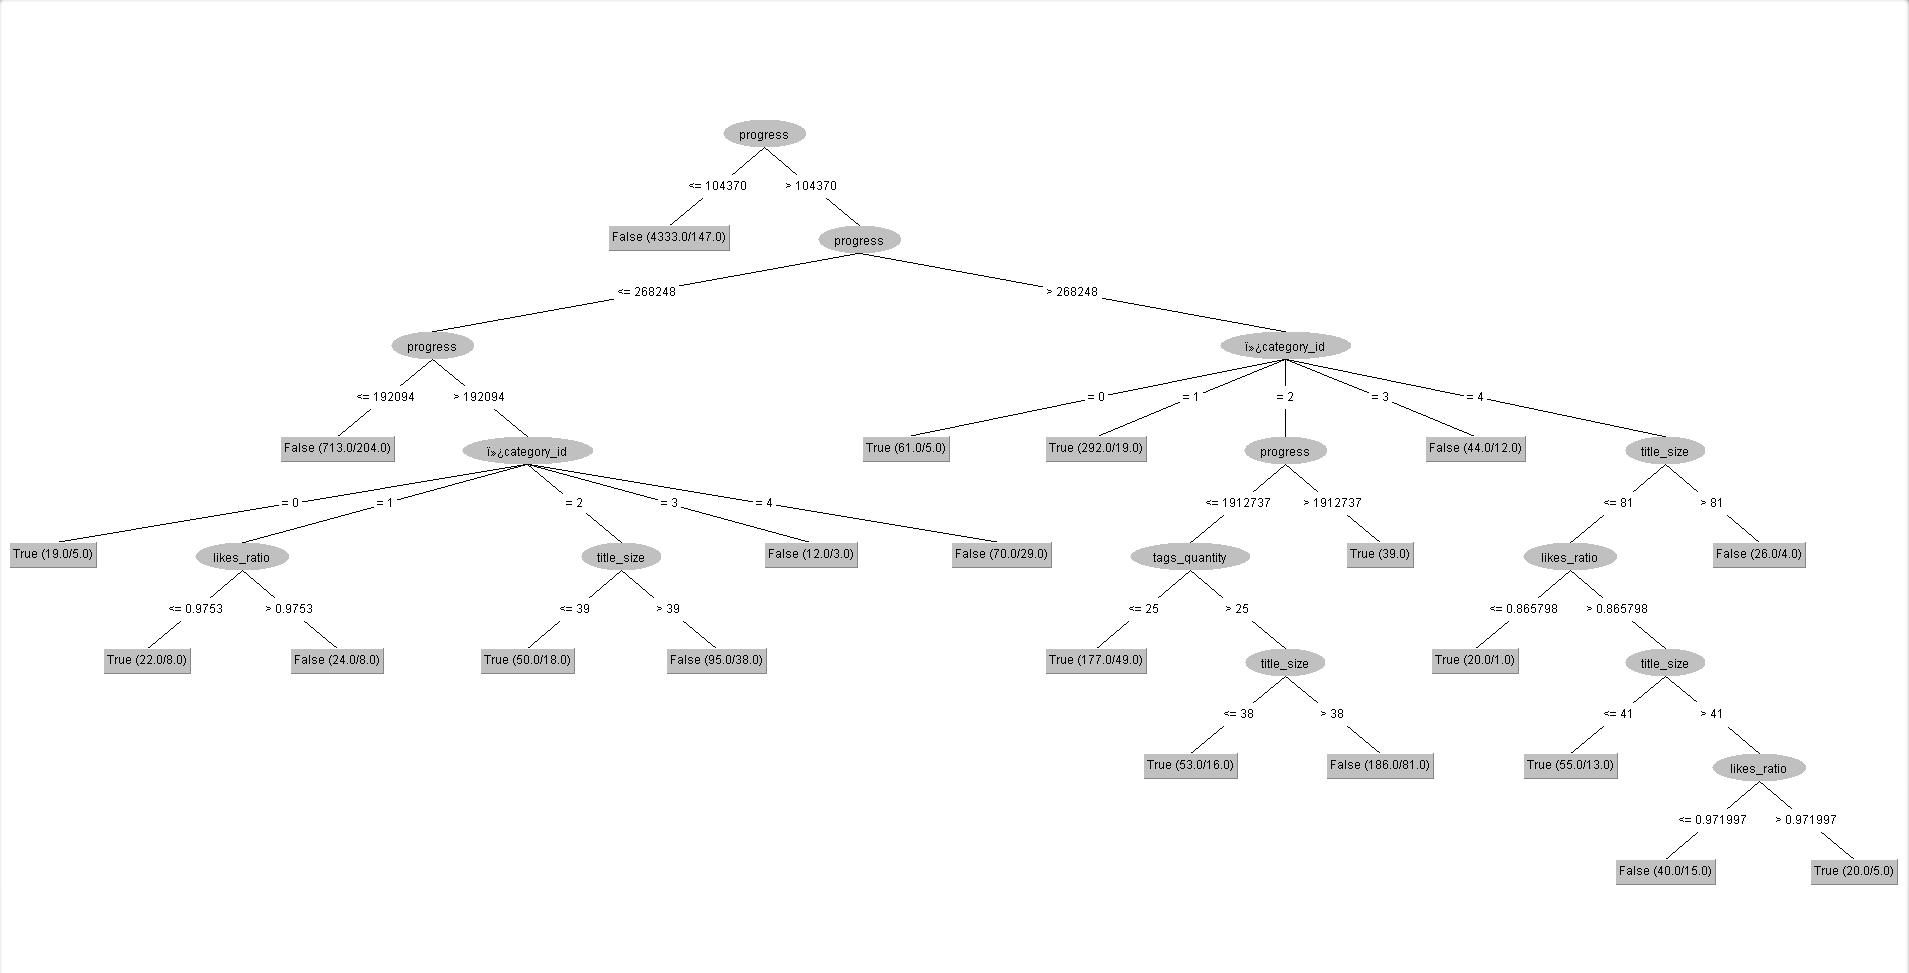 progress
<= 104370
> 104370
False (4333.0/147.0)
progress
<= 268248
> 268248
progress
ï»¿category_id
<= 192094
> 192094
= 0
= 1
= 2
= 3
= 4
False (713.0/204.0)
ï»¿category_id
True (61.0/5.0)
True (292.0/19.0)
progress
False (44.0/12.0)
title_size
= 0
= 1
= 2
= 3
= 4
<= 1912737
> 1912737
<= 81
> 81
True (19.0/5.0)
likes_ratio
title_size
False (12.0/3.0)
False (70.0/29.0)
tags_quantity
True (39.0)
likes_ratio
False (26.0/4.0)
<= 0.9753
> 0.9753
<= 39
> 39
<= 25
> 25
<= 0.865798
> 0.865798
True (22.0/8.0)
False (24.0/8.0)
True (50.0/18.0)
False (95.0/38.0)
True (177.0/49.0)
title_size
True (20.0/1.0)
title_size
<= 38
> 38
<= 41
> 41
True (53.0/16.0)
False (186.0/81.0)
True (55.0/13.0)
likes_ratio
<= 0.971997
> 0.971997
False (40.0/15.0)
True (20.0/5.0)